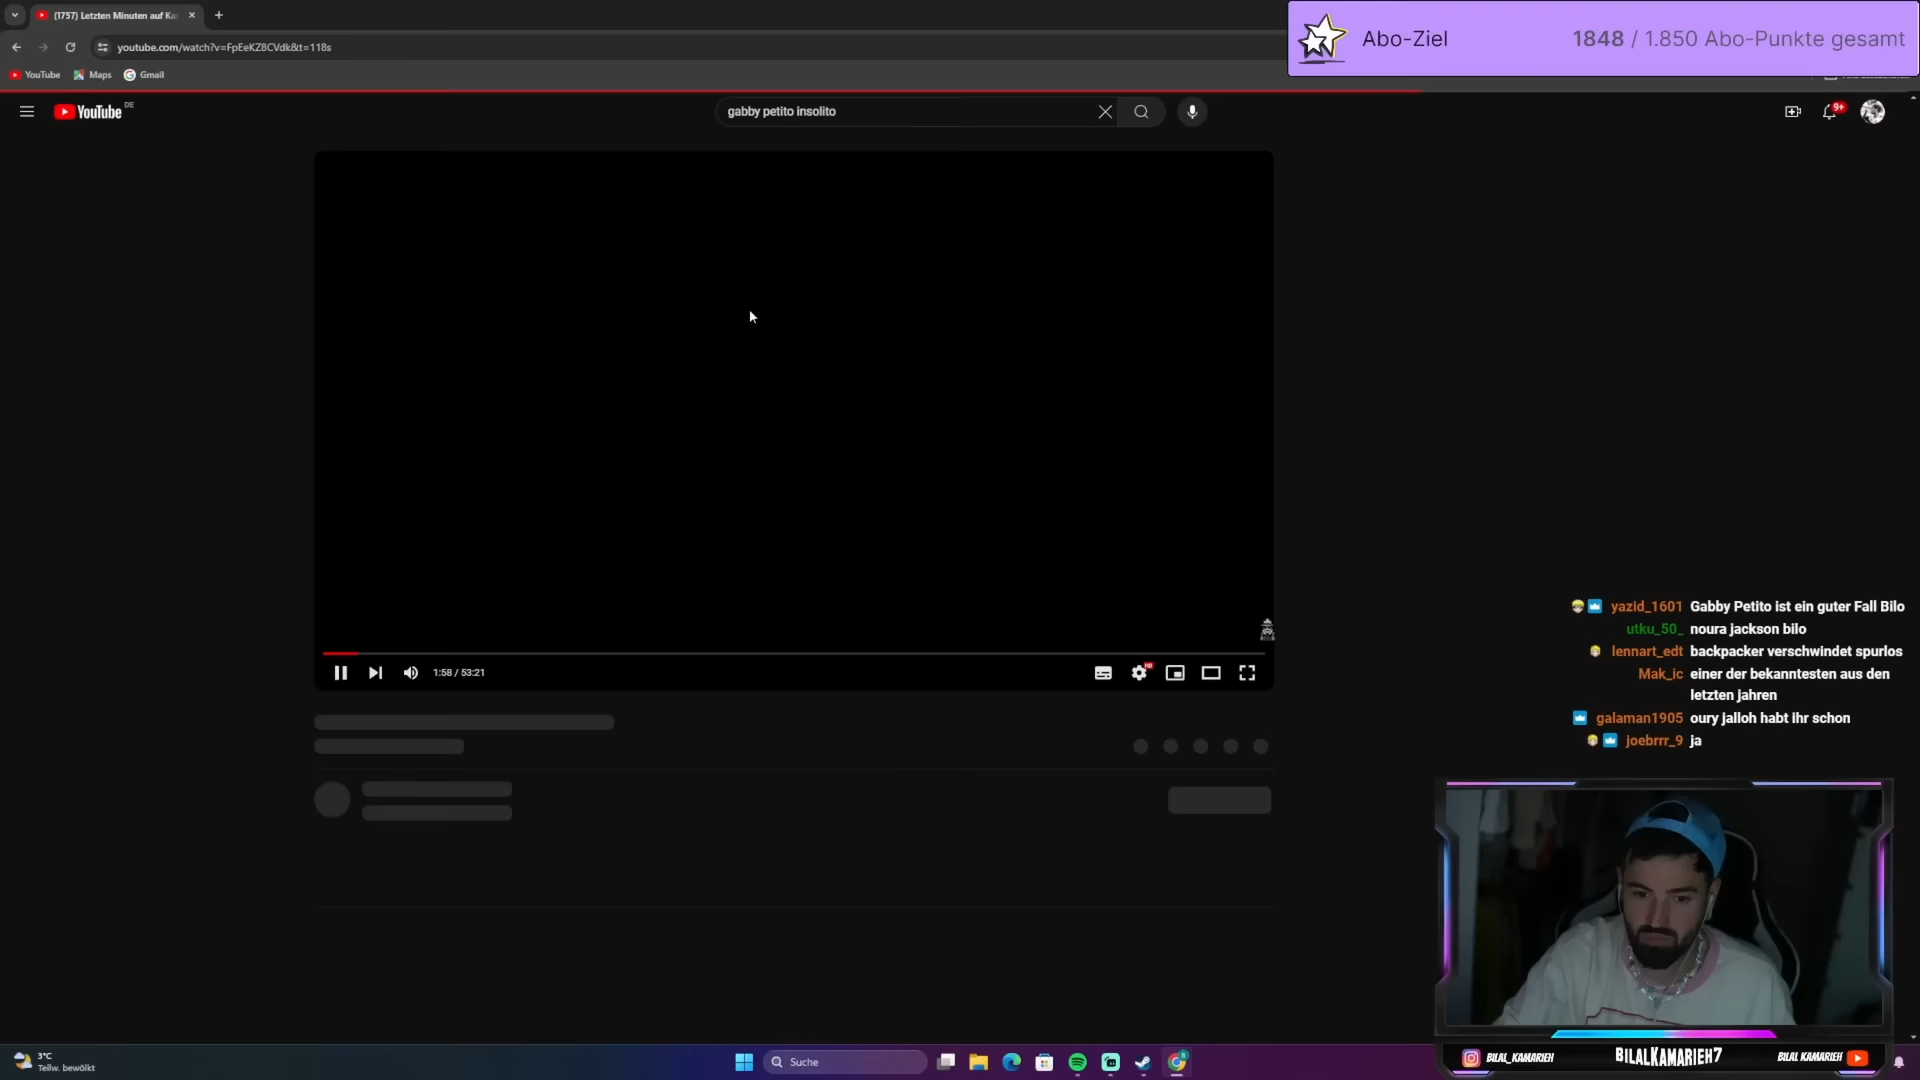 (1757) Letzten Minuten auf Ka
youtube.com/watch?v=FpEeKZ8CVdk&t=118s
YouTube
Maps
Gmail
Abo-Ziel
1848 / 1.850 Abo-Punkte gesamt
YouTube DE
gabby petito insolito
9+
1:58 / 53:21
HD
yazid_1601 Gabby Petito ist ein guter Fall Bilo
utku_50_ noura jackson bilo
lennart_edt backpacker verschwindet spurlos
Mak_ic einer der bekanntesten aus den
letzten jahren
galaman1905 oury jalloh habt ihr schon
joebrrr_9 ja
3°C
Teilw. bewölkt
Suche
BILAL_KAMARIEH
BILALKAMARIEH7
BILAL KAMARIEH